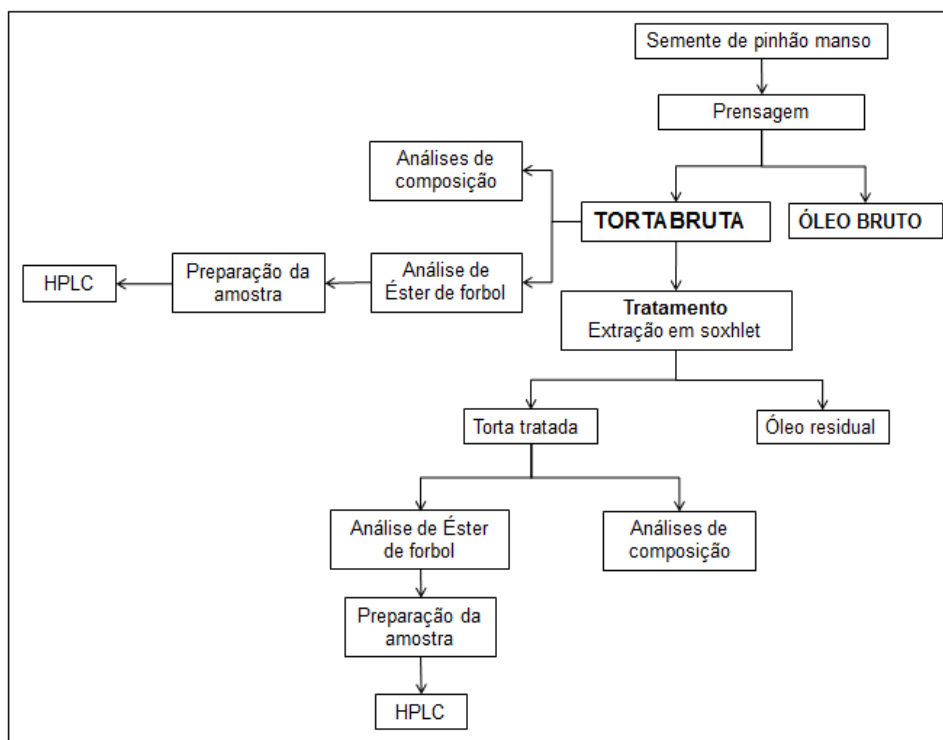 Semente de pinhão manso
Prensagem
Análises de
composição
TORTA BRUTA
ÓLEO BRUTO
HPLC
Preparação da
amostra
Análise de
Éster de forbol
Tratamento
Extração em soxhlet
Torta tratada
Óleo residual
Análise de Éster
de forbol
Análises de
composição
Preparação da
amostra
HPLC